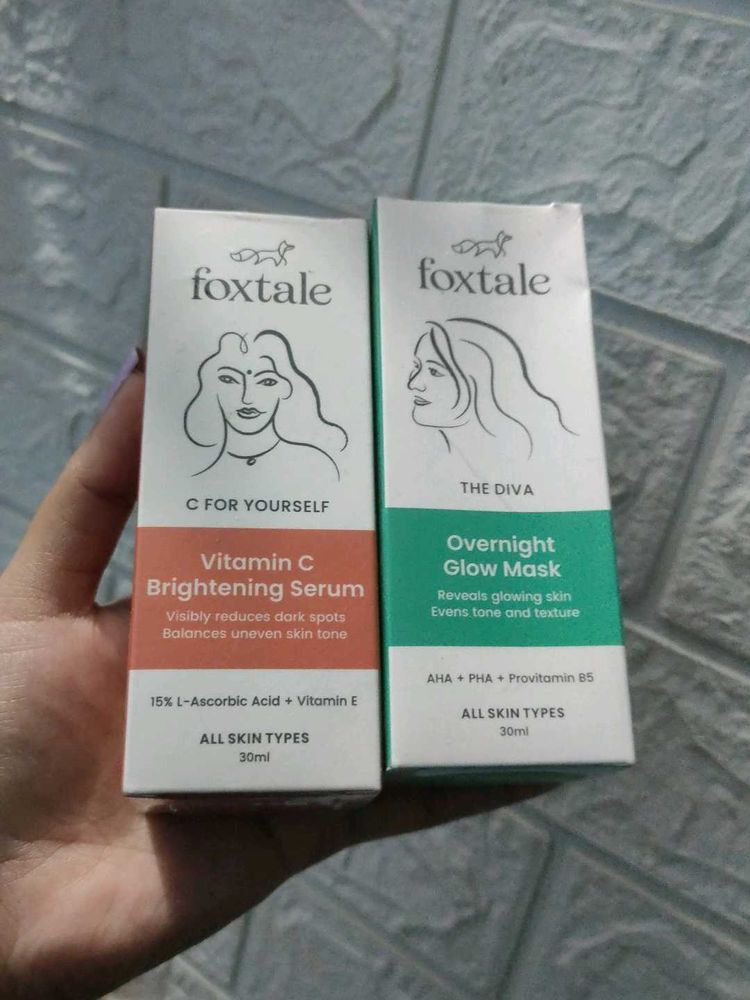 foxtale
C FOR YOURSELF
Vitamin C
Brightening Serum
Visibly reduces dark spots
Balances uneven skin tone
15% L-Ascorbic Acid + Vitamin E
ALL SKIN TYPES
30ml
foxtale
THE DIVA
Overnight
Glow Mask
Reveals glowing skin
Evens tone and texture
AHA + PHA + Provitamin B5
ALL SKIN TYPES
30ml